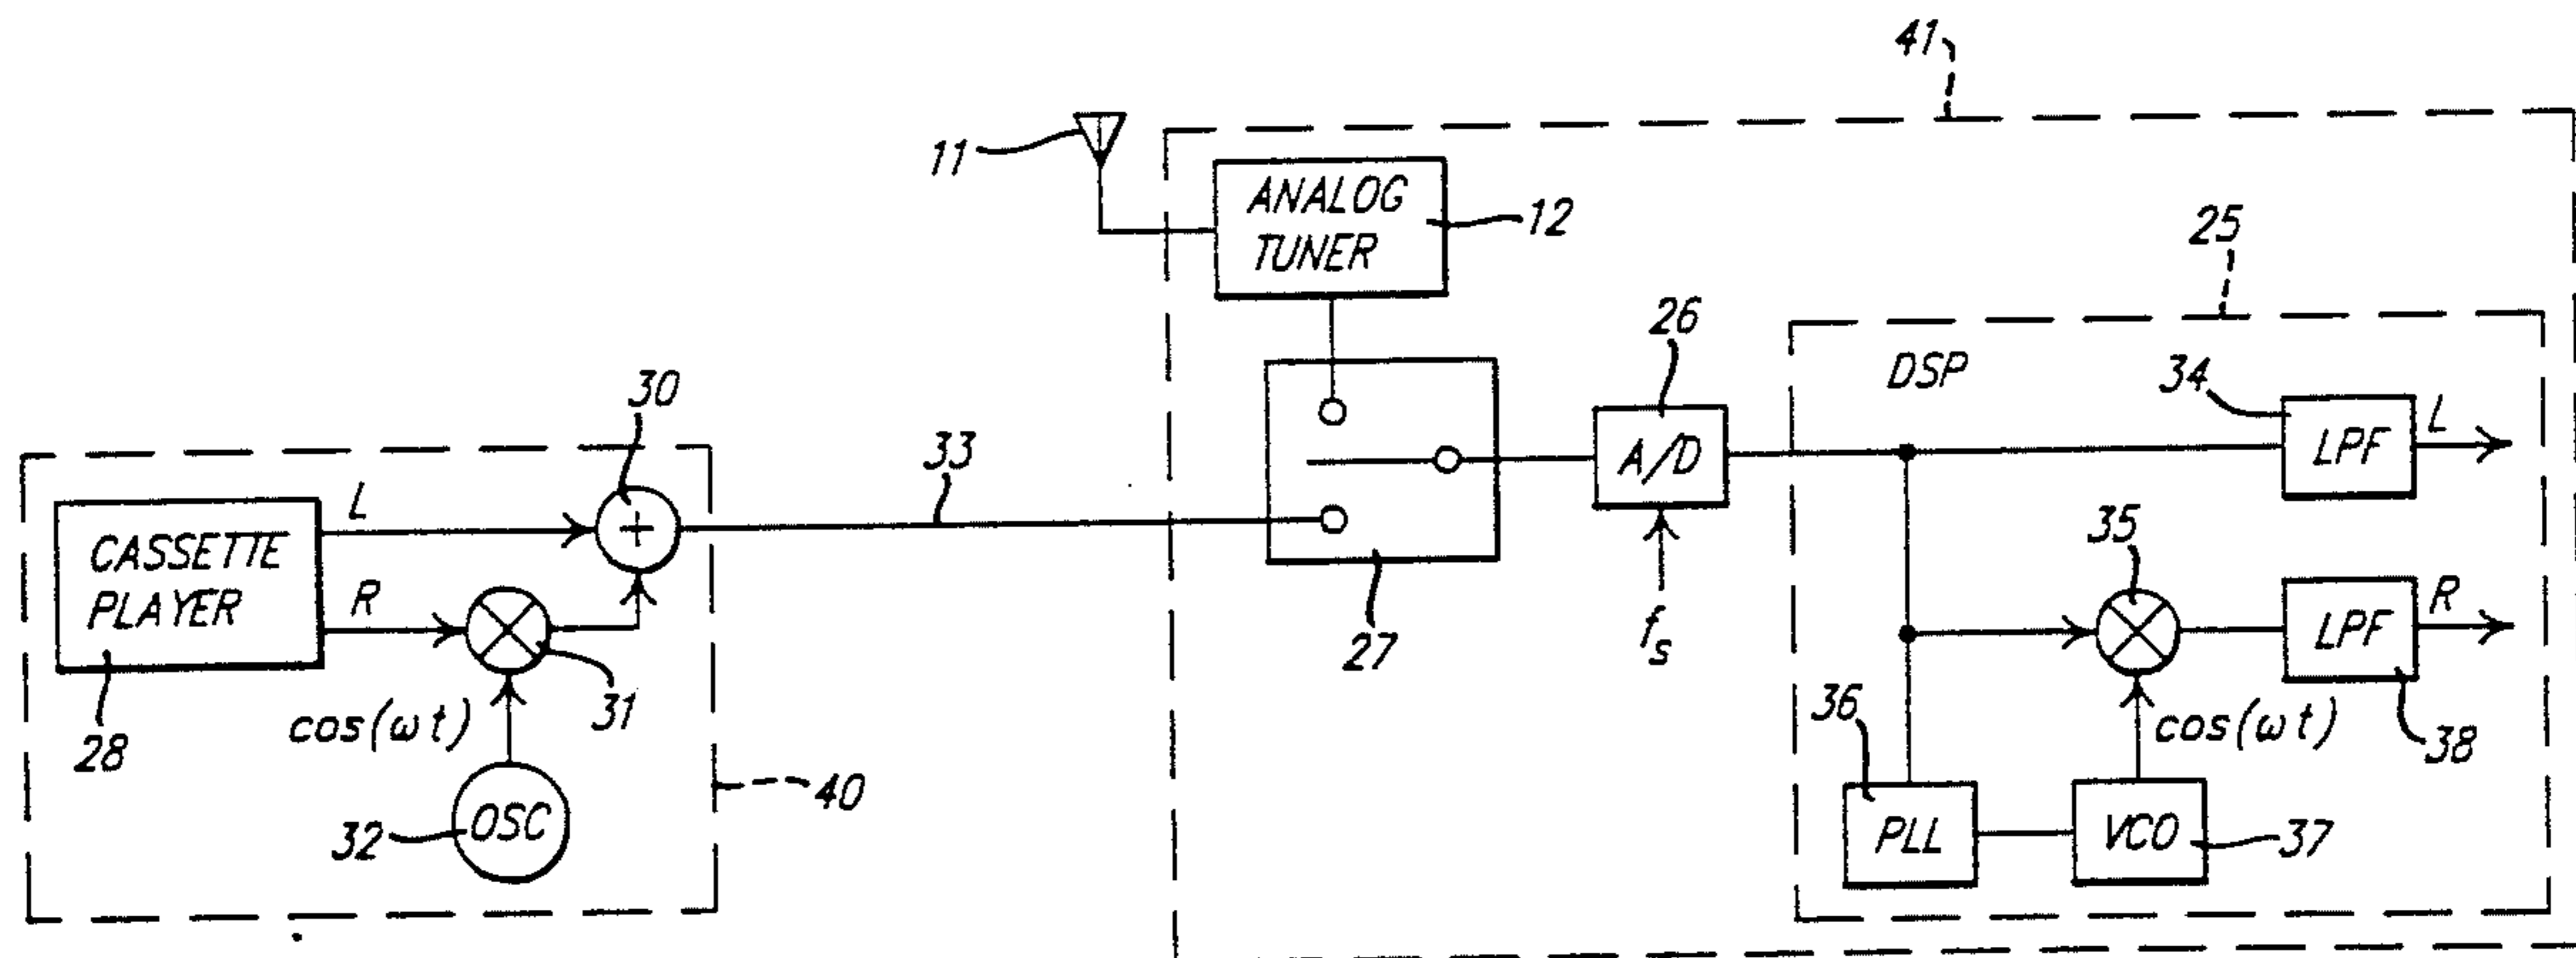 41
11
ANALOG
TUNER
12
25
26
DSP
34
LPF
L
30
33
A/D
CASSETTE
PLAYER
L
R
+
35
LPF
R
27
fs
28
cos(ωt)
31
36
cos(ωt)
38
32
OSC
40
PLL
VCO
37